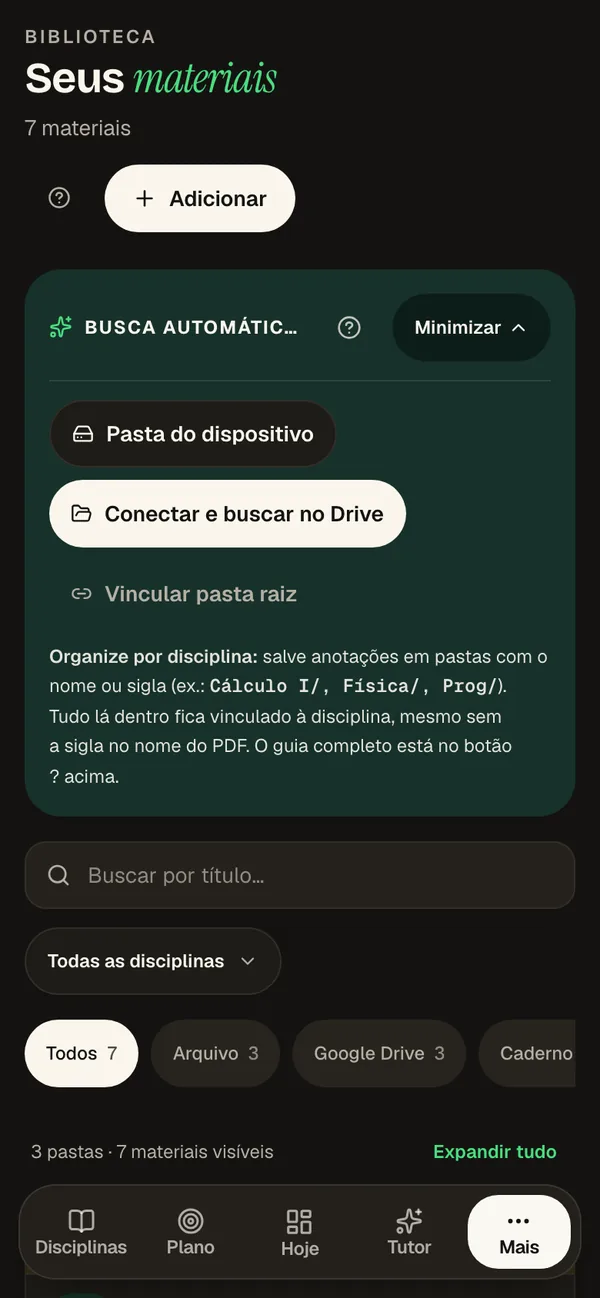 BIBLIOTECA
Seus materiais
7 materiais
Adicionar
BUSCA AUTOMÁTIC…
Minimizar
Pasta do dispositivo
Conectar e buscar no Drive
Vincular pasta raiz
Organize por disciplina: salve anotações em pastas com o
nome ou sigla (ex.: Cálculo I/, Física/, Prog/).
Tudo lá dentro fica vinculado à disciplina, mesmo sem
a sigla no nome do PDF. O guia completo está no botão
? acima.
Buscar por título…
Todas as disciplinas
Todos 7
Arquivo 3
Google Drive 3
Caderno
3 pastas · 7 materiais visíveis
Expandir tudo
Disciplinas
Plano
Hoje
Tutor
Mais